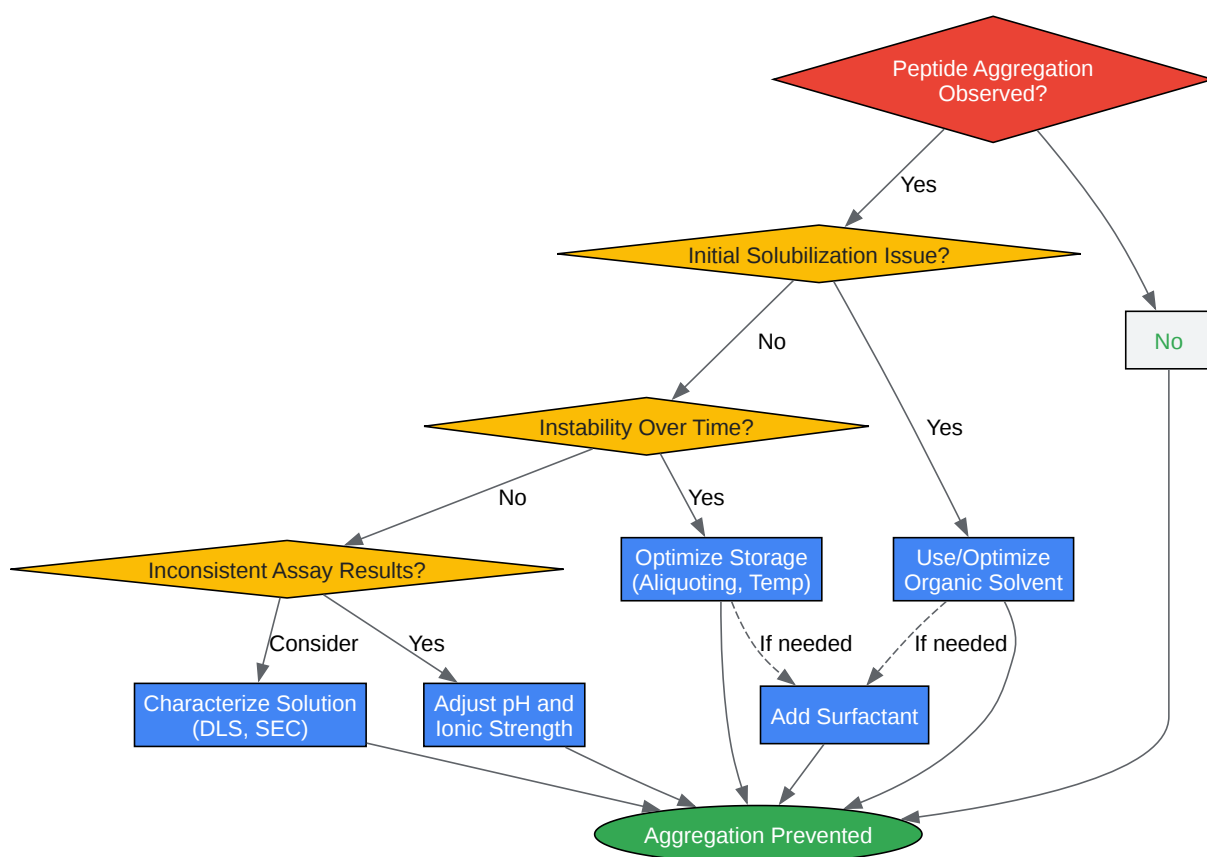 Peptide Aggregation
Observed?
Yes
Initial Solubilization Issue?
No
No
Instability Over Time?
Yes
No
Yes
Optimize Storage
(Aliquoting, Temp)
Use/Optimize
Organic Solvent
Inconsistent Assay Results?
Consider
Yes
If needed
If needed
Characterize Solution
(DLS, SEC)
Adjust pH and
Ionic Strength
Add Surfactant
Aggregation Prevented